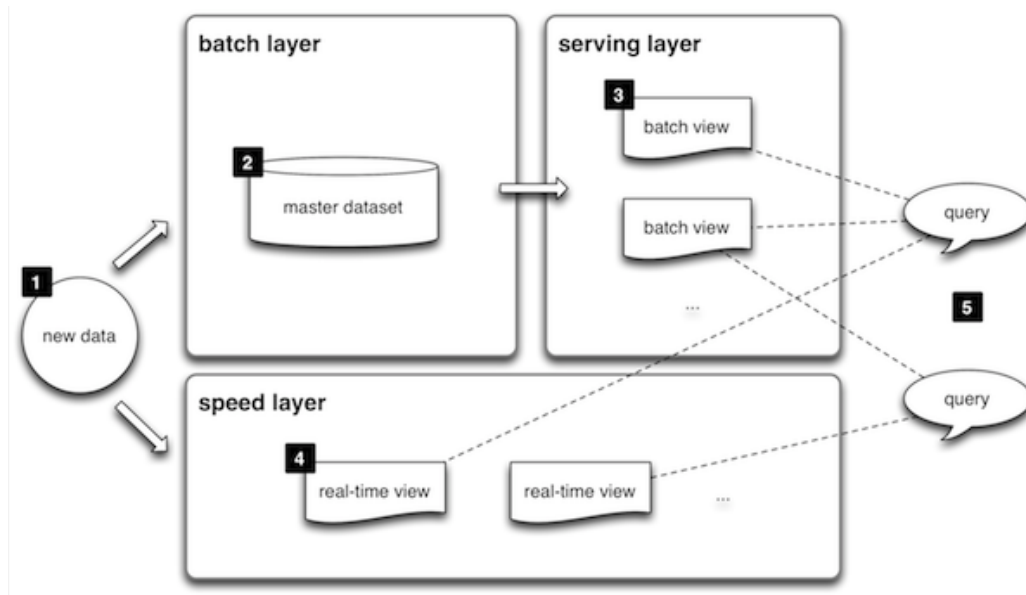 batch layer
serving layer
3
batch view
2
master dataset
batch view
query
1
new data
...
5
query
speed layer
4
real-time view
real-time view
...